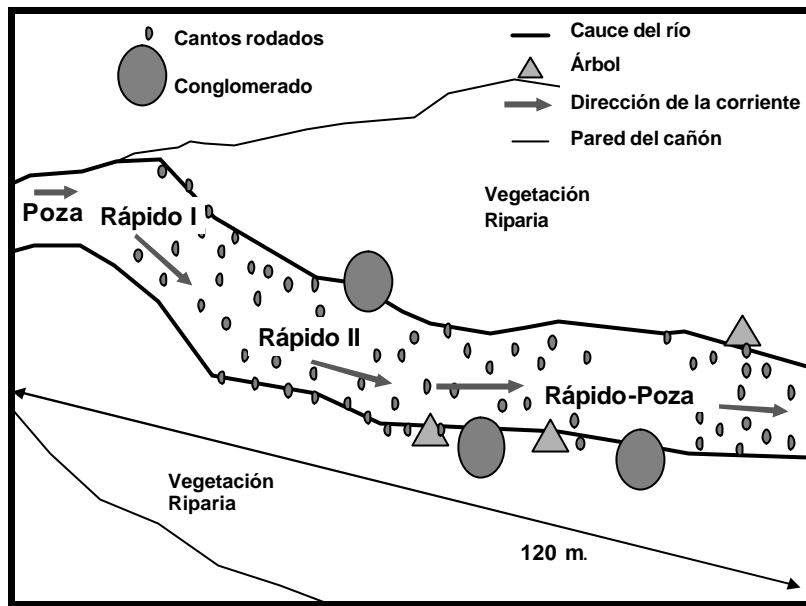 Cantos rodados
Conglomerado
Cauce del río
Árbol
Dirección de la corriente
Pared del cañón
Vegetación
Riparia
Poza
Rápido I
Rápido II
Rápido-Poza
Vegetación
Riparia
120 m.